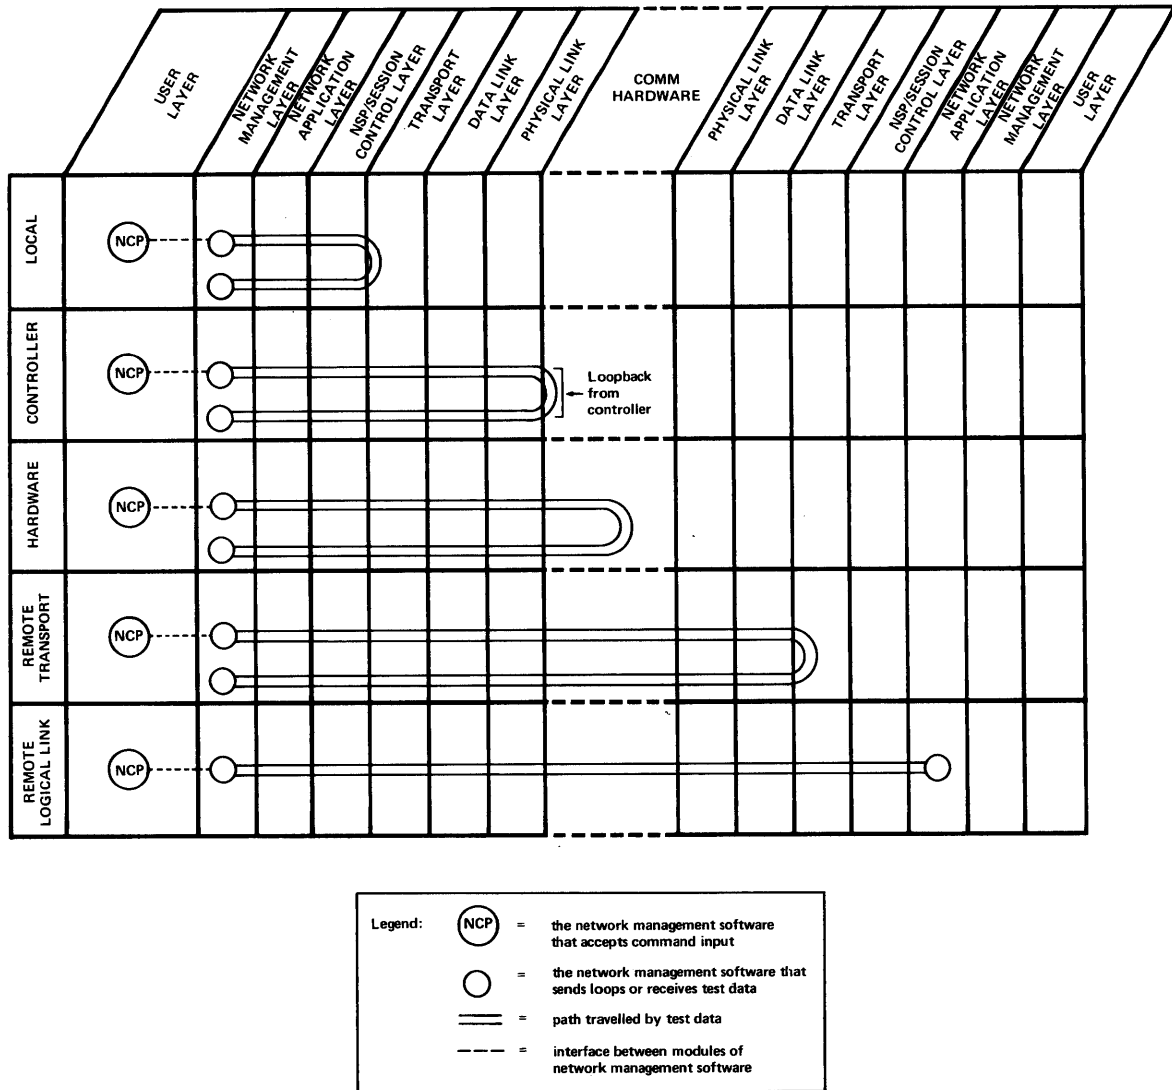 USER
LAYER
NETWORK
MANAGEMENT
LAYER
NETWORK
APPLICATION
LAYER
NSP/SESSION
CONTROL LAYER
TRANSPORT
LAYER
DATA LINK
LAYER
PHYSICAL LINK
LAYER
COMM
HARDWARE
PHYSICAL LINK
LAYER
DATA LINK
LAYER
TRANSPORT
LAYER
NSP/SESSION
CONTROL LAYER
NETWORK
APPLICATION
LAYER
NETWORK
MANAGEMENT
LAYER
USER
LAYER
LOCAL
NCP
CONTROLLER
NCP
Loopback
from
controller
HARDWARE
NCP
REMOTE
TRANSPORT
NCP
REMOTE
LOGICAL LINK
NCP
Legend:
NCP = the network management software
that accepts command input
= the network management software that
sends loops or receives test data
= path travelled by test data
= interface between modules of
network management software